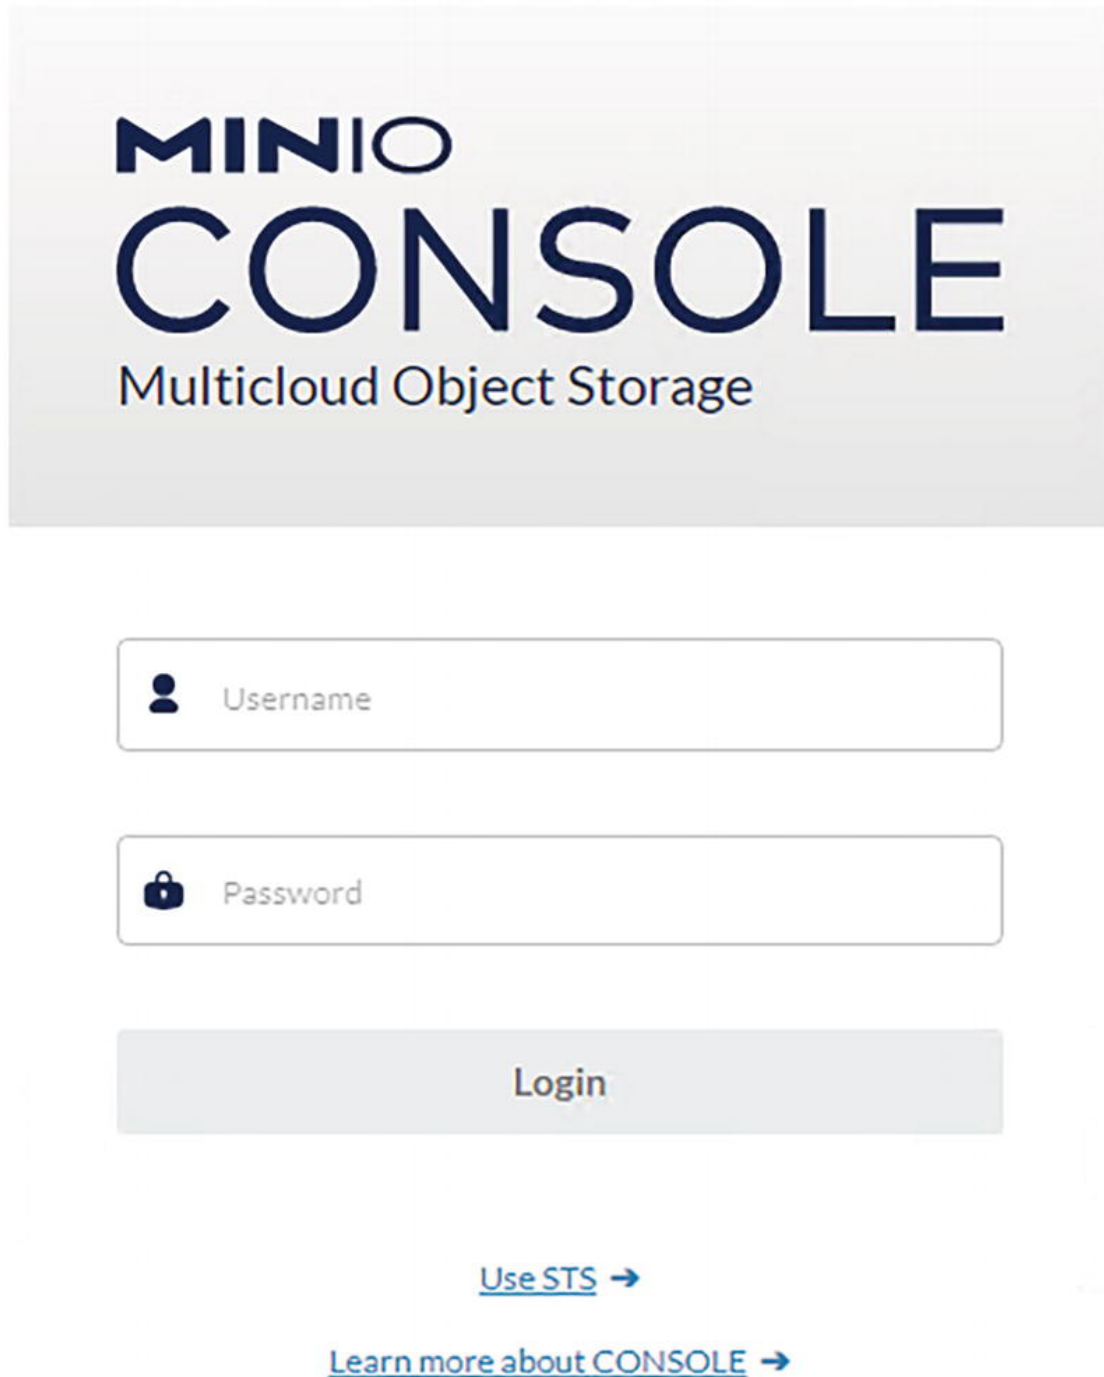 MINIO
CONSOLE
Multicloud Object Storage
Username
Password
Login
Use STS ➔
Learn more about CONSOLE ➔